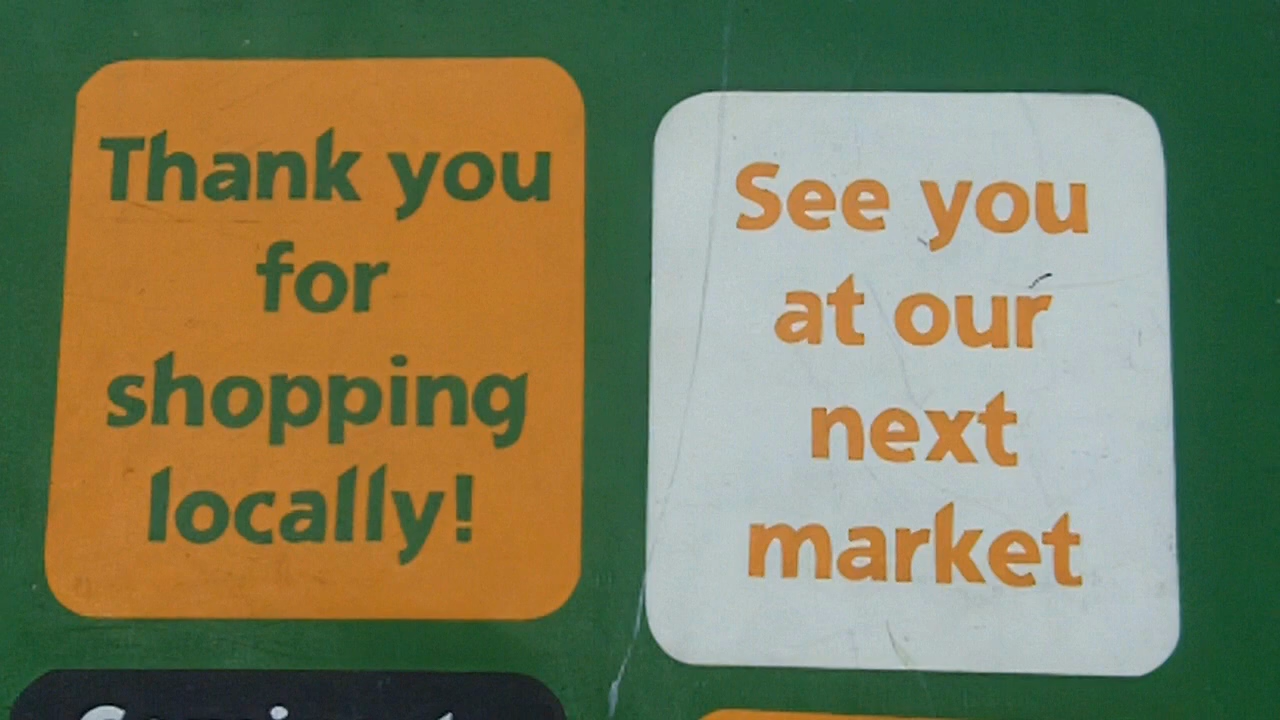 Thank you
for
shopping
locally!
See you
at our
next
market